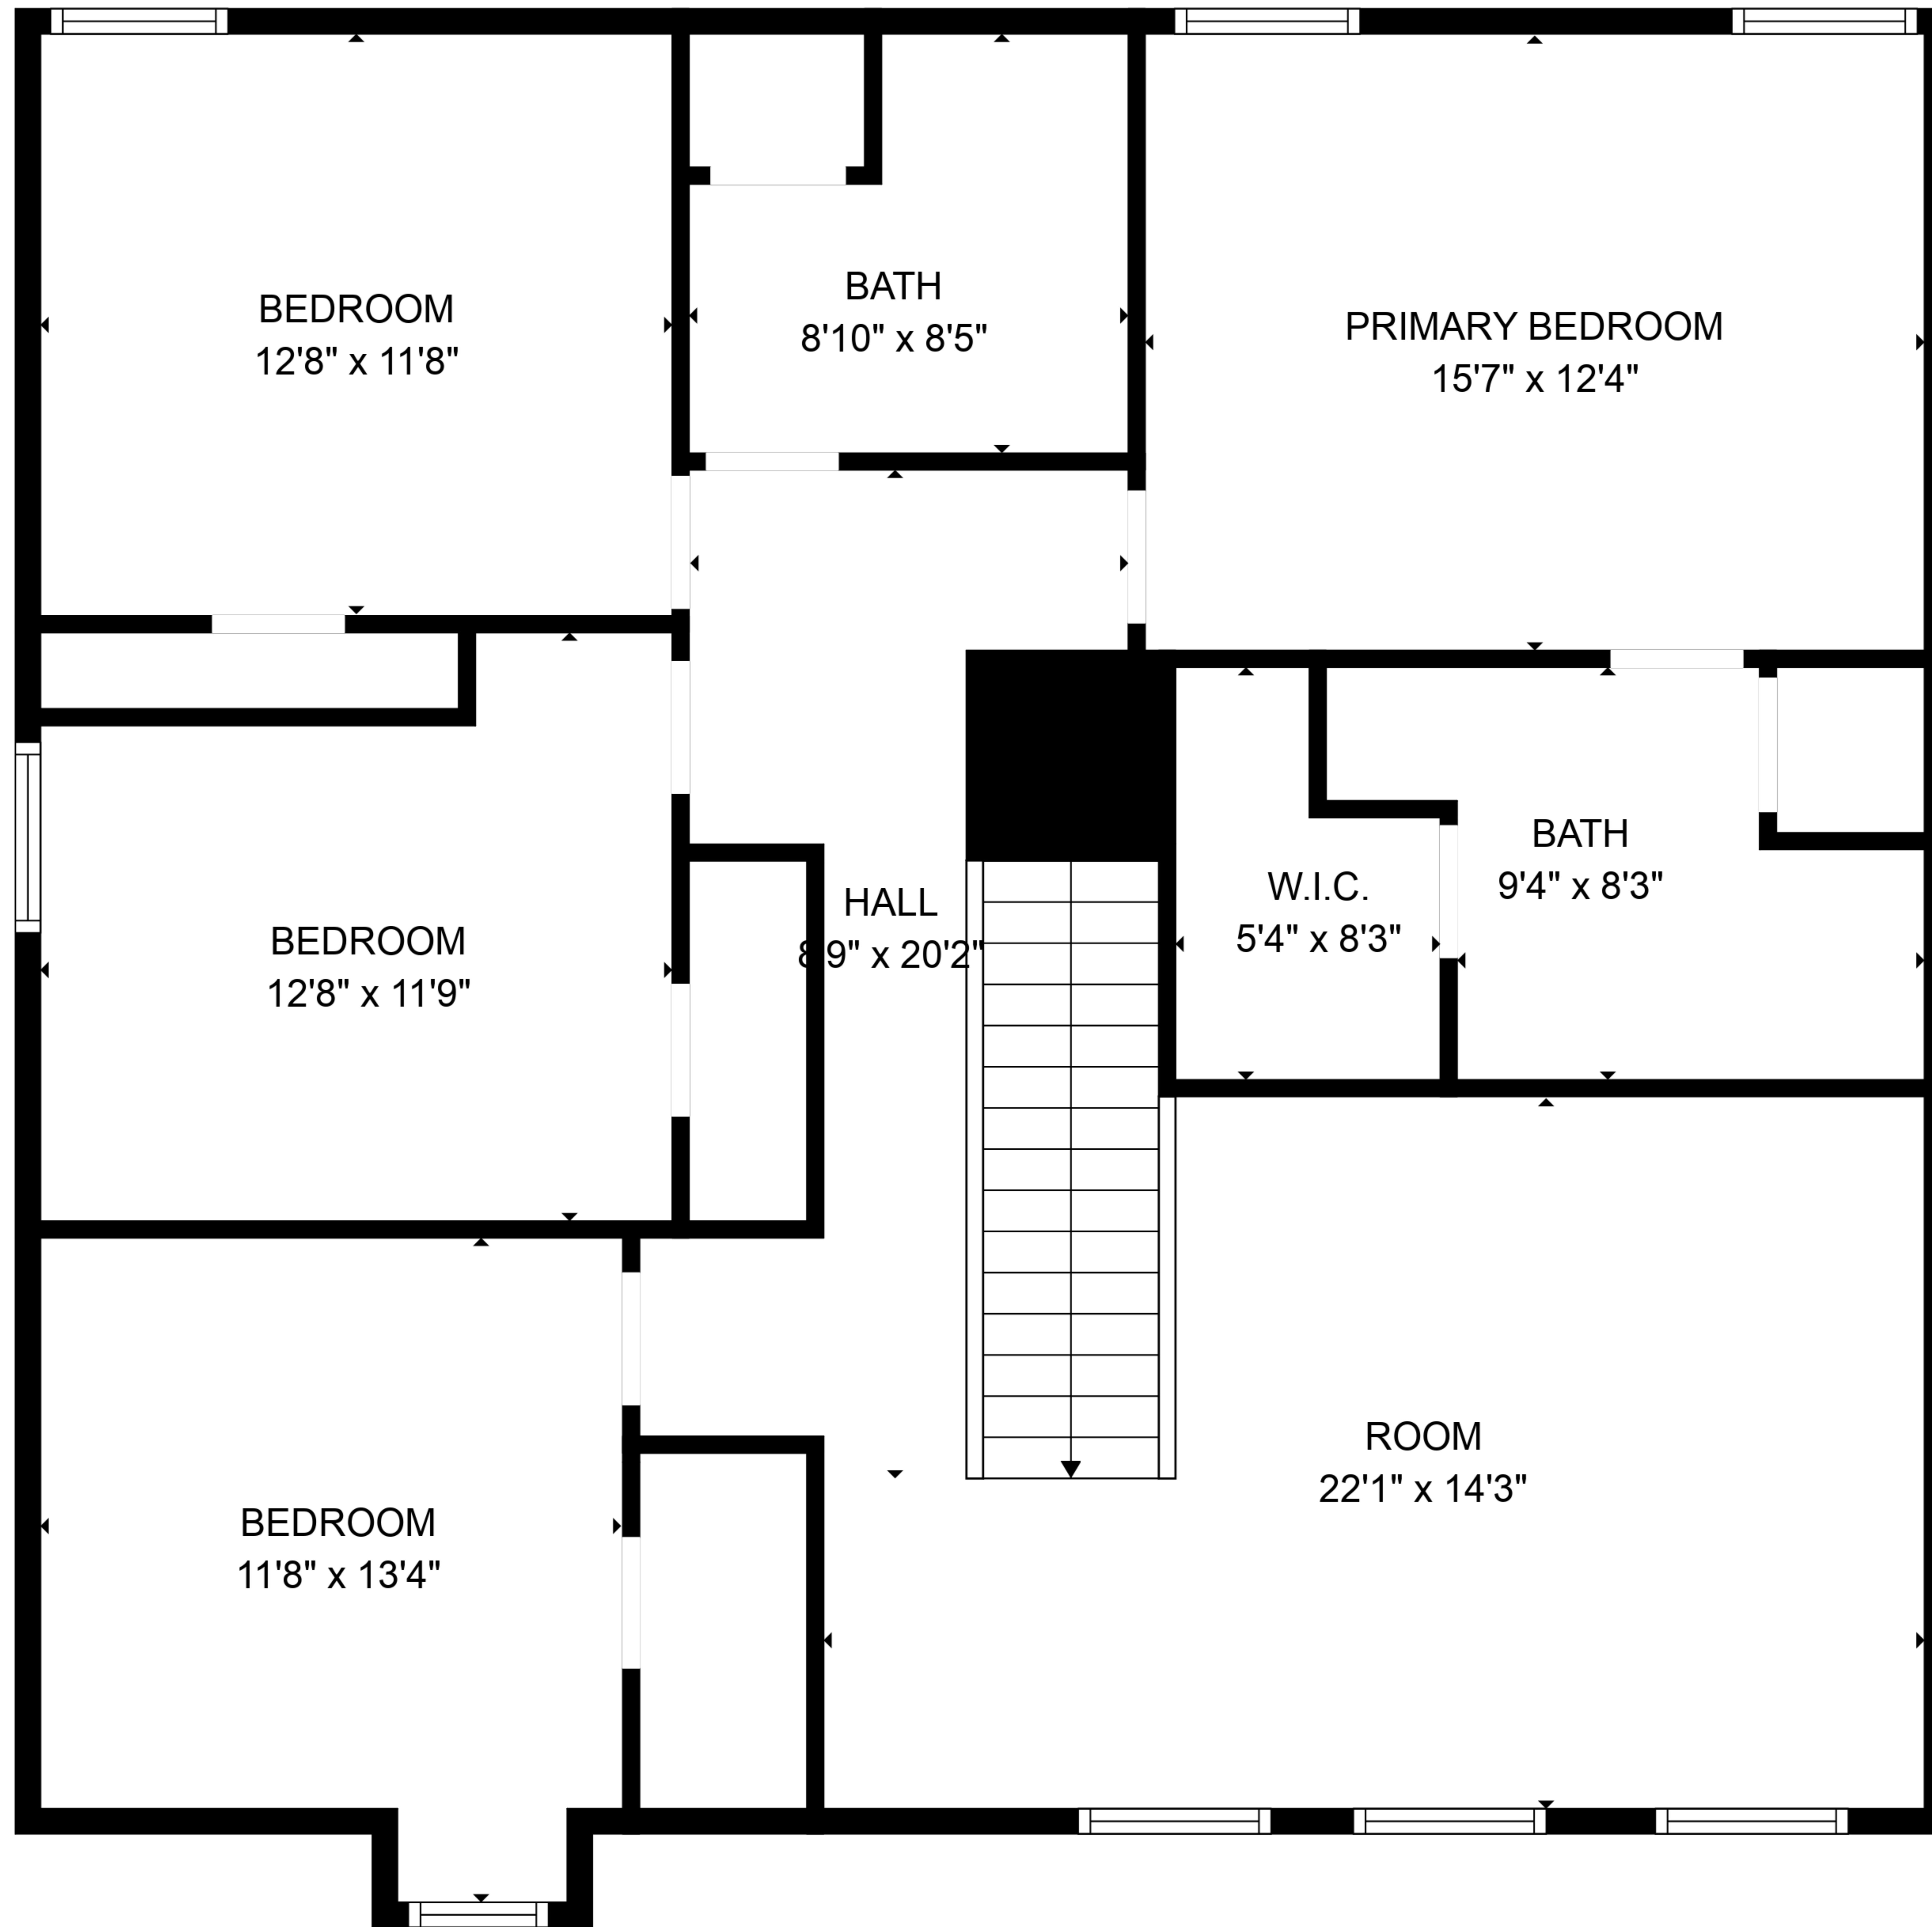 BEDROOM
12'8" x 11'8"
BATH
8'10" x 8'5"
PRIMARY BEDROOM
15'7" x 12'4"
BEDROOM
12'8" x 11'9"
HALL
8'9" x 20'2"
W.I.C.
5'4" x 8'3"
BATH
9'4" x 8'3"
BEDROOM
11'8" x 13'4"
ROOM
22'1" x 14'3"